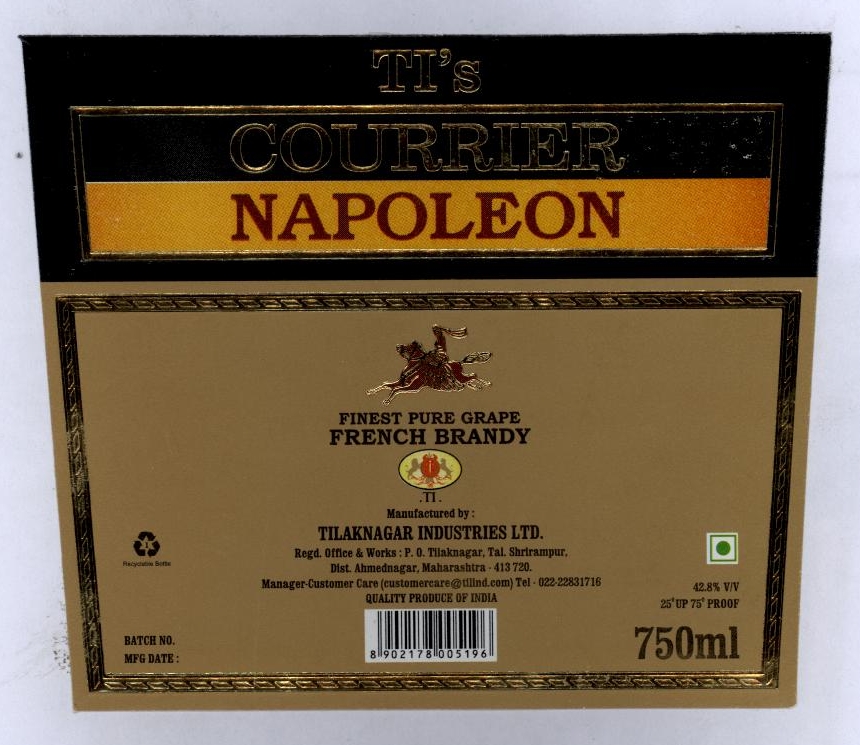 TI's
COURRIER
NAPOLEON
FINEST PURE GRAPE
FRENCH BRANDY
.TI.
Manufactured by :
TILAKNAGAR INDUSTRIES LTD.
Regd. Office & Works : P. O. Tilaknagar, Tal. Shrirampur,
Dist. Ahmednagar, Maharashtra - 413 720.
Manager-Customer Care (customercare@tilind.com) Tel - 022-22831716
QUALITY PRODUCE OF INDIA
Recyclable Bottle
42.8% V/V
25° UP 75° PROOF
BATCH NO.
MFG DATE :
8 902178 005196
750ml